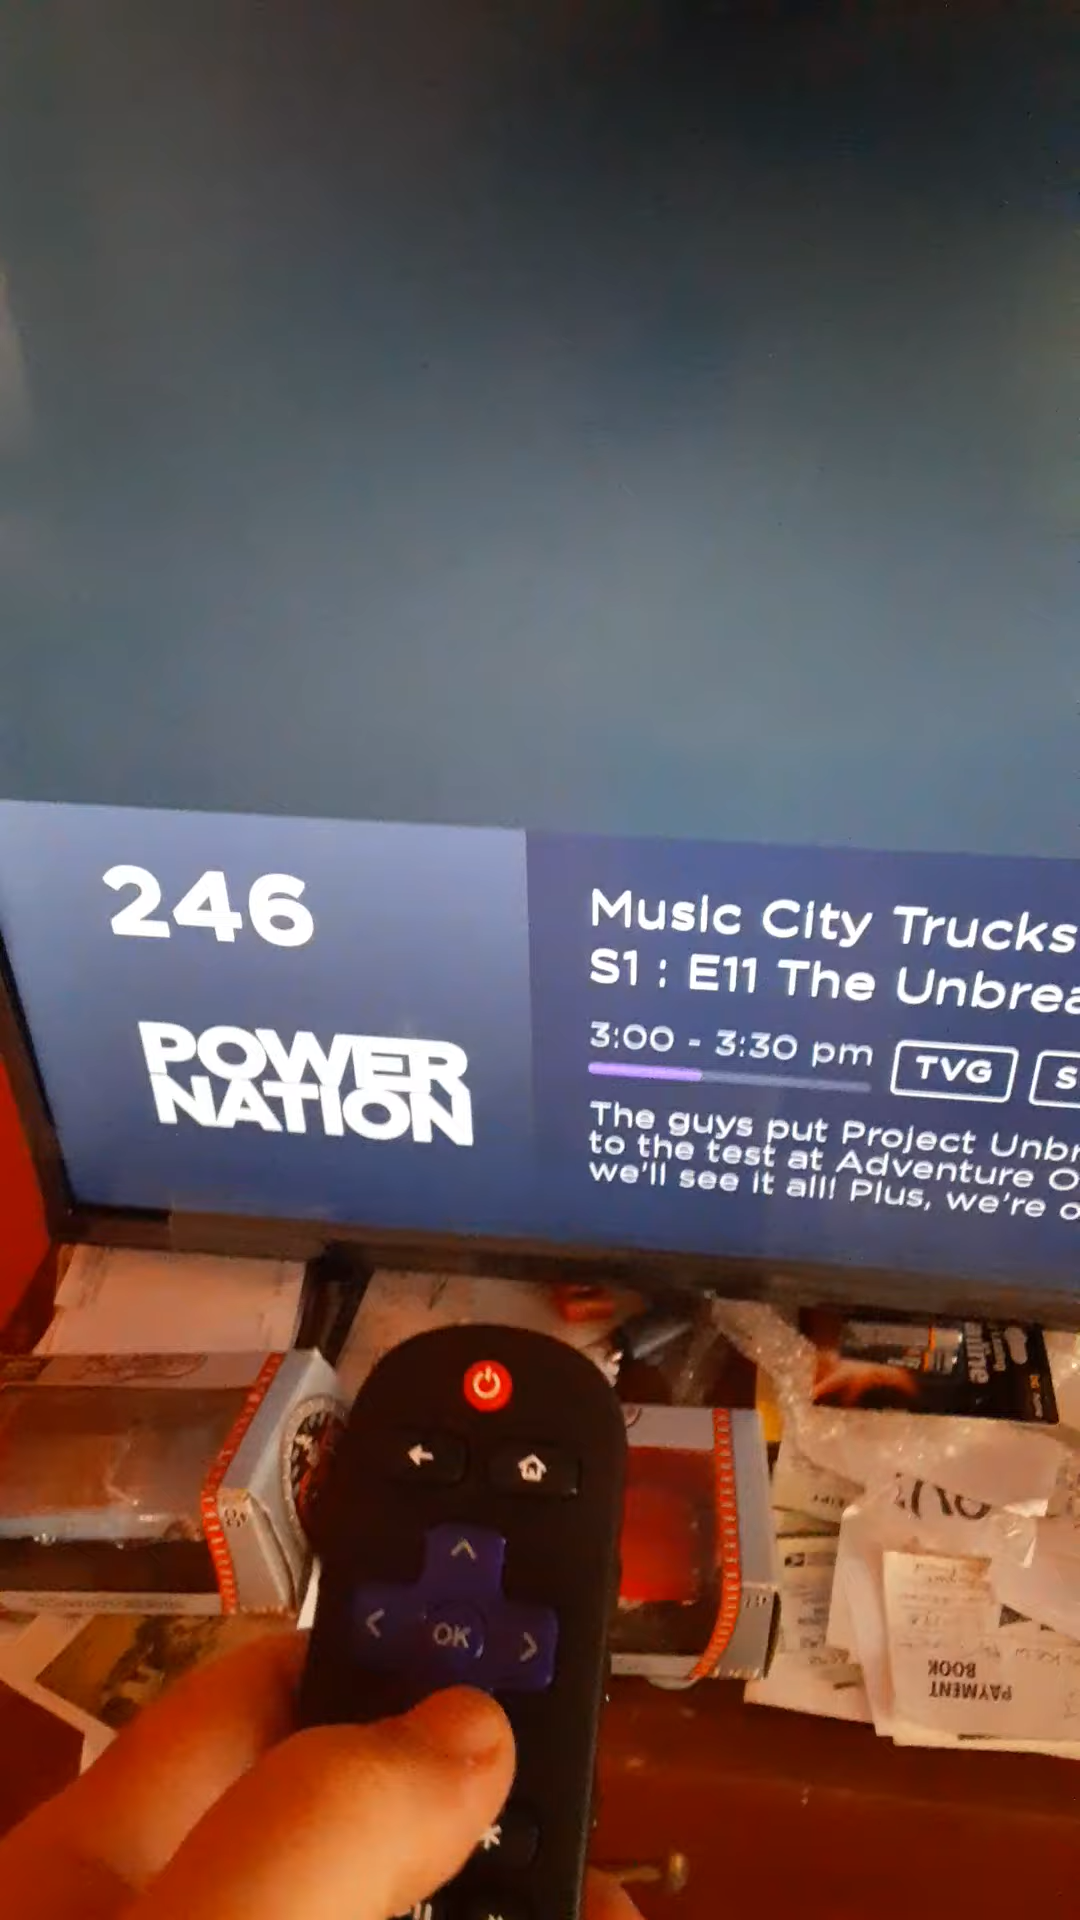 246
POWER
NATION
Music City Trucks
S1 : E11 The
3:00 - 3:30 pm
TVG
S
The guys put Project
to the test at Adventure
we'll see it all! Plus, we're
OK
PAYMENT
BOOK